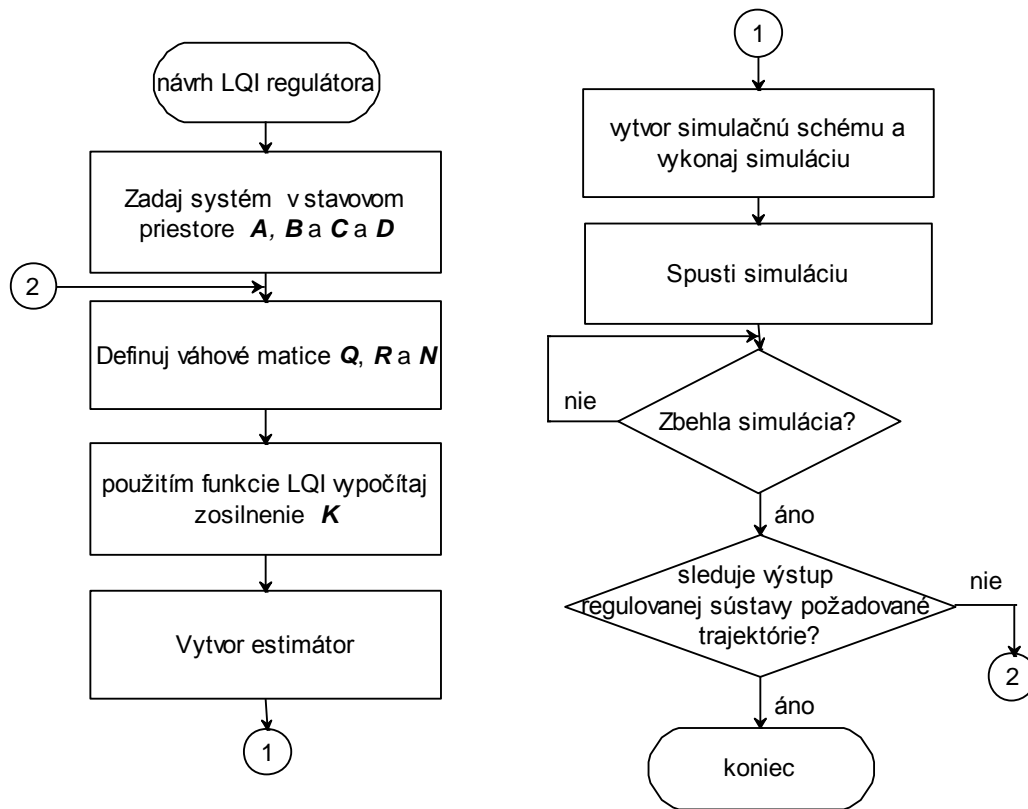 návrh LQI regulátora
Zadaj systém v stavovom
priestore A, B a C a D
2
Definuj váhové matice Q, R a N
použitím funkcie LQI vypočítaj
zosilnenie K
Vytvor estimátor
1
1
vytvor simulačnú schému a
vykonaj simuláciu
Spusti simuláciu
nie
Zbehla simulácia?
áno
sleduje výstup
regulovanej sústavy požadované
trajektórie?
nie
2
áno
koniec